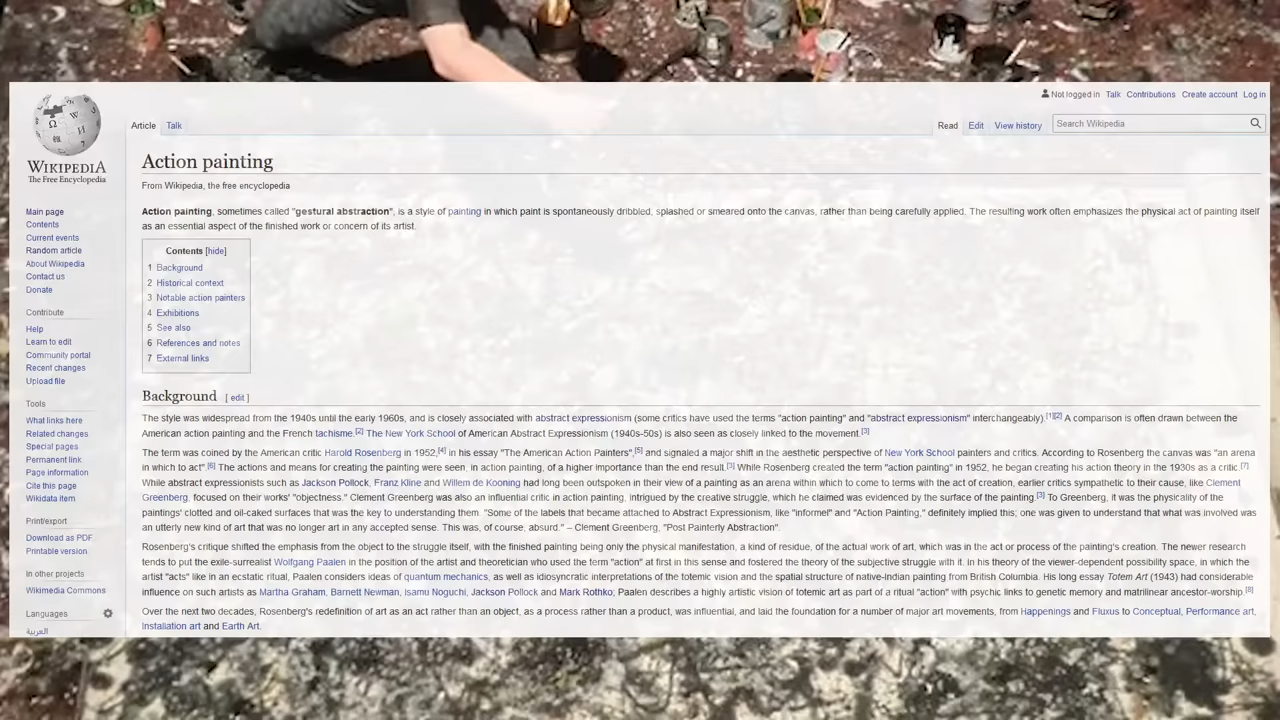 Not logged in Talk Contributions Create account Log in
Article Talk Read Edit View history Search Wikipedia
WIKIPEDIA
The Free Encyclopedia
Main page
Contents
Current events
Random article
About Wikipedia
Contact us
Donate
Contribute
Help
Learn to edit
Community portal
Recent changes
Upload file
Tools
What links here
Related changes
Special pages
Permanent link
Page information
Cite this page
Wikidata item
Print/export
Download as PDF
Printable version
In other projects
Wikimedia Commons
Languages
العربية
Action painting
From Wikipedia, the free encyclopedia
Action painting, sometimes called "gestural abstraction", is a style of painting in which paint is spontaneously dribbled, splashed or smeared onto the canvas, rather than being carefully applied. The resulting work often emphasizes the physical act of painting itself
as an essential aspect of the finished work or concern of its artist.
Contents [hide]
1 Background
2 Historical context
3 Notable action painters
4 Exhibitions
5 See also
6 References and notes
7 External links
Background [ edit ]
The style was widespread from the 1940s until the early 1960s, and is closely associated with abstract expressionism (some critics have used the terms "action painting" and "abstract expressionism" interchangeably).[1][2] A comparison is often drawn between the
American action painting and the French tachisme.[2] The New York School of American Abstract Expressionism (1940s-50s) is also seen as closely linked to the movement.[3]
The term was coined by the American critic Harold Rosenberg in 1952,[4] in his essay "The American Action Painters",[5] and signaled a major shift in the aesthetic perspective of New York School painters and critics. According to Rosenberg the canvas was "an arena
in which to act".[6] The actions and means for creating the painting were seen, in action painting, of a higher importance than the end result.[3] While Rosenberg created the term "action painting" in 1952, he began creating his action theory in the 1930s as a critic.[7]
While abstract expressionists such as Jackson Pollock, Franz Kline and Willem de Kooning had long been outspoken in their view of a painting as an arena within which to come to terms with the act of creation, earlier critics sympathetic to their cause, like Clement
Greenberg, focused on their works' "objectness." Clement Greenberg was also an influential critic in action painting, intrigued by the creative struggle, which he claimed was evidenced by the surface of the painting.[3] To Greenberg, it was the physicality of the
paintings' clotted and oil-caked surfaces that was the key to understanding them. "Some of the labels that became attached to Abstract Expressionism, like "informel" and "Action Painting," definitely implied this; one was given to understand that what was involved was
an utterly new kind of art that was no longer art in any accepted sense. This was, of course, absurd." – Clement Greenberg, "Post Painterly Abstraction".
Rosenberg's critique shifted the emphasis from the object to the struggle itself, with the finished painting being only the physical manifestation, a kind of residue, of the actual work of art, which was in the act or process of the painting's creation. The newer research
tends to put the exile-surrealist Wolfgang Paalen in the position of the artist and theoretician who used the term "action" at first in this sense and fostered the theory of the subjective struggle with it. In his theory of the viewer-dependent possibility space, in which the
artist "acts" like in an ecstatic ritual, Paalen considers ideas of quantum mechanics, as well as idiosyncratic interpretations of the totemic vision and the spatial structure of native-Indian painting from British Columbia. His long essay Totem Art (1943) had considerable
influence on such artists as Martha Graham, Barnett Newman, Isamu Noguchi, Jackson Pollock and Mark Rothko; Paalen describes a highly artistic vision of totemic art as part of a ritual "action" with psychic links to genetic memory and matrilinear ancestor-worship.[8]
Over the next two decades, Rosenberg's redefinition of art as an act rather than an object, as a process rather than a product, was influential, and laid the foundation for a number of major art movements, from Happenings and Fluxus to Conceptual, Performance art,
Installation art and Earth Art.